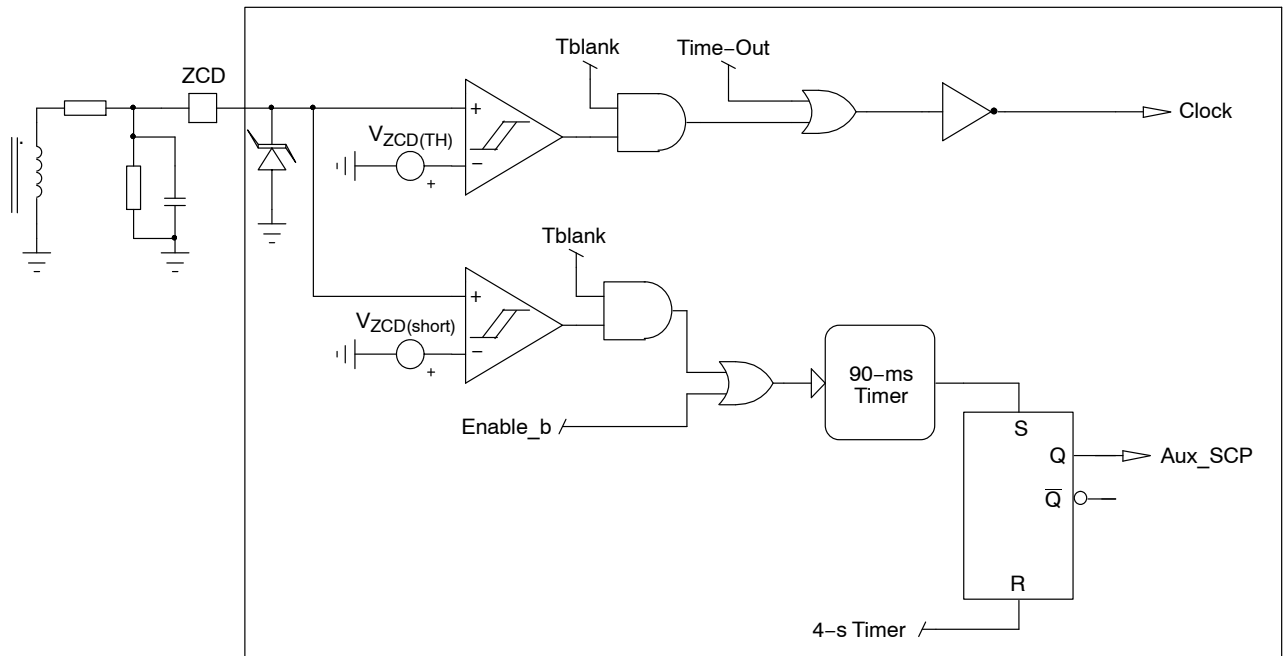 Tblank
Time−Out
ZCD
+
Clock
VZCD(TH)
−
+
Tblank
+
VZCD(short)
−
+
90−ms
Timer
Enable_b
S
Q
Aux_SCP
Q̅
R
4−s Timer